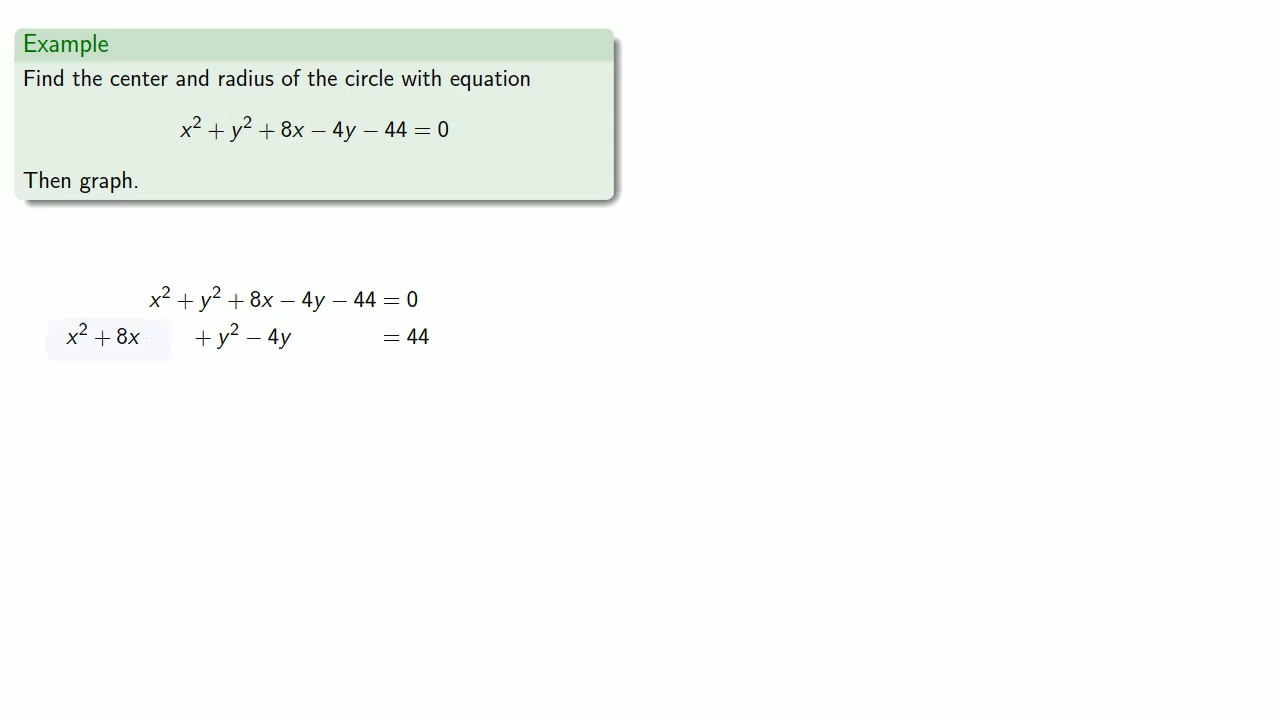 Example
Find the center and radius of the circle with equation
x² + y² + 8x − 4y − 44 = 0
Then graph.
x² + y² + 8x − 4y − 44 = 0
x² + 8x + y² − 4y = 44